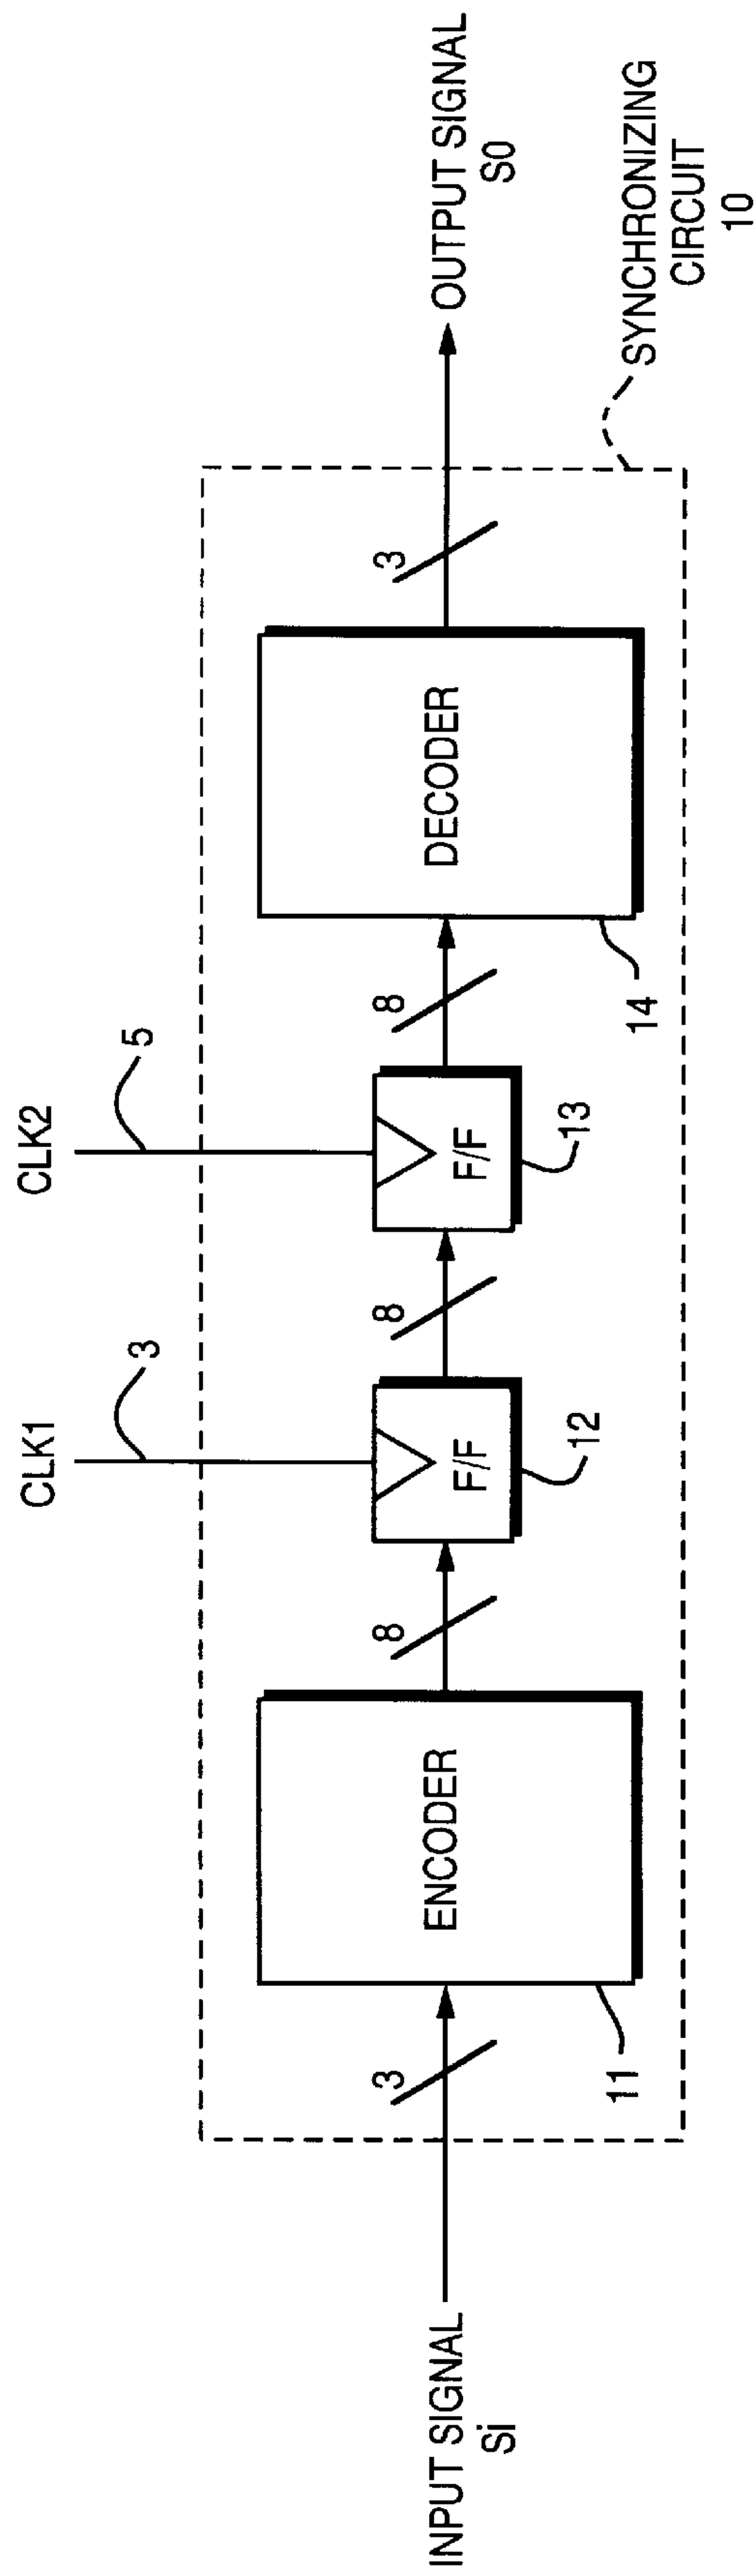 CLK1
CLK2
3
5
INPUT SIGNAL
Si
3
ENCODER
11
8
F/F
12
8
F/F
13
8
DECODER
14
3
OUTPUT SIGNAL
S0
SYNCHRONIZING
CIRCUIT
10